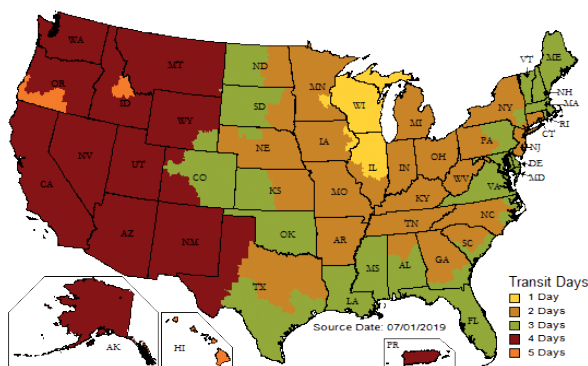 WA
MT
ND
MN
VT
ME
OR
ID
SD
WI
NY
NH
MA
WY
MI
RI
CT
NE
IA
PA
NJ
NV
UT
CO
IL
IN
OH
DE
MD
CA
KS
MO
WV
VA
KY
AZ
NM
OK
AR
TN
NC
TX
MS
AL
GA
SC
LA
FL
AK
HI
PR
Source Date: 07/01/2019
Transit Days
1 Day
2 Days
3 Days
4 Days
5 Days